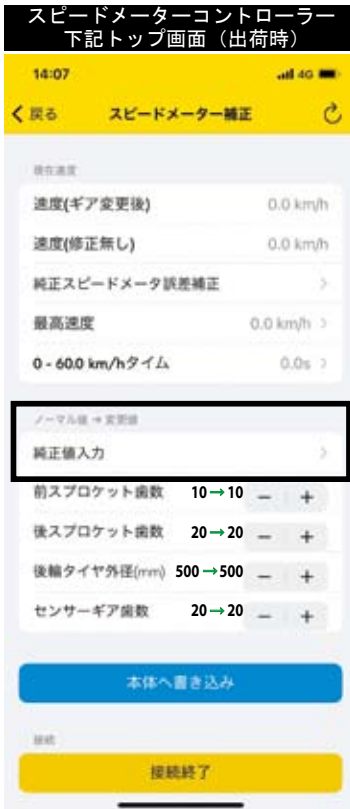 スピードメーターコントローラー
下記トップ画面（出荷時）
14:07 4G
戻る スピードメーター補正
現在速度
速度(ギア変更後) 0.0 km/h
速度(修正無し) 0.0 km/h
純正スピードメータ誤差補正
最高速度 0.0 km/h
0 - 60.0 km/hタイム 0.0s
ノーマル値 → 変更値
純正値入力
前スプロケット歯数 10→10 − +
後スプロケット歯数 20→20 − +
後輪タイヤ外径(mm) 500→500 − +
センサーギア歯数 20→20 − +
本体へ書き込み
接続
接続終了